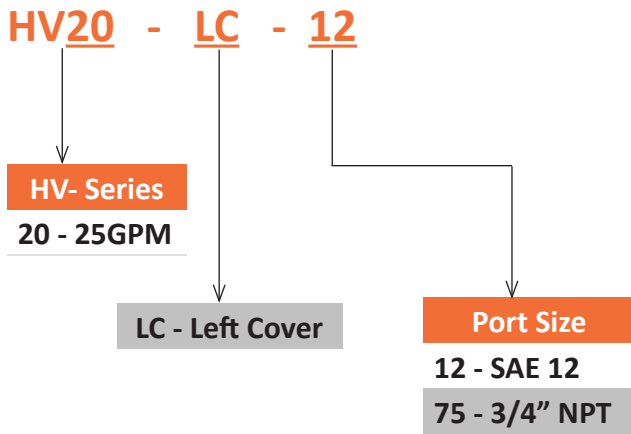 HV20 - LC - 12
HV- Series
20 - 25GPM
LC - Left Cover
Port Size
12 - SAE 12
75 - 3/4” NPT